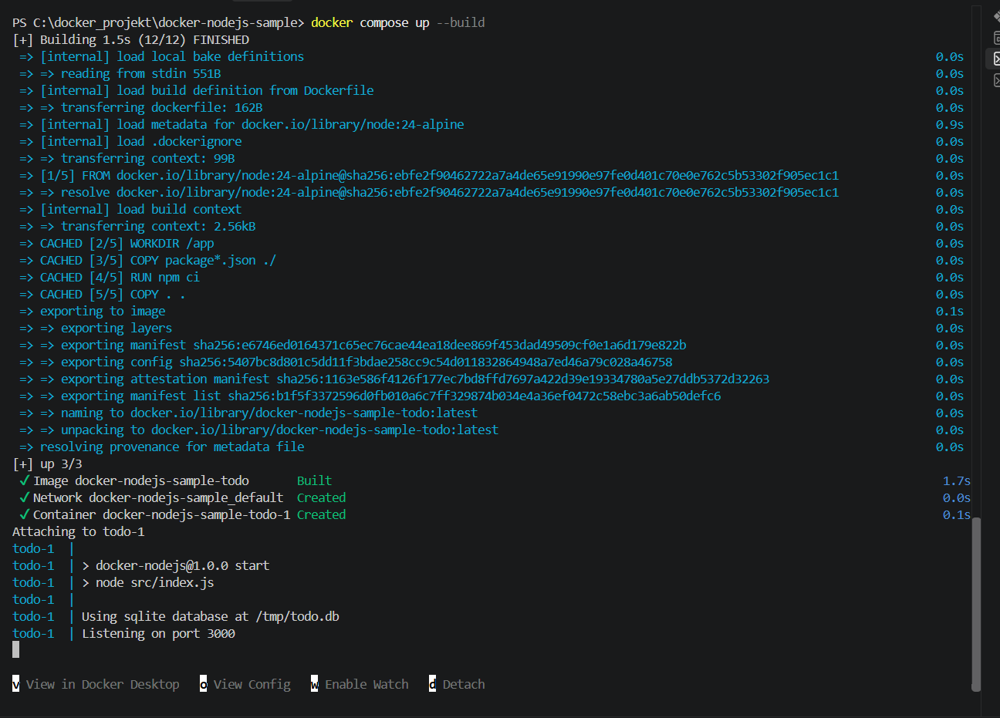 PS C:\docker_projekt\docker-nodejs-sample> docker compose up --build
[+] Building 1.5s (12/12) FINISHED
=> [internal] load local bake definitions 0.0s
=> => reading from stdin 551B 0.0s
=> [internal] load build definition from Dockerfile 0.0s
=> => transferring dockerfile: 162B 0.0s
=> [internal] load metadata for docker.io/library/node:24-alpine 0.9s
=> [internal] load .dockerignore 0.0s
=> => transferring context: 99B 0.0s
=> [1/5] FROM docker.io/library/node:24-alpine@sha256:ebfe2f90462722a7a4de65e91990e97fe0d401c70e0e762c5b53302f905ec1c1 0.0s
=> => resolve docker.io/library/node:24-alpine@sha256:ebfe2f90462722a7a4de65e91990e97fe0d401c70e0e762c5b53302f905ec1c1 0.0s
=> [internal] load build context 0.0s
=> => transferring context: 2.56kB 0.0s
=> CACHED [2/5] WORKDIR /app 0.0s
=> CACHED [3/5] COPY package*.json ./ 0.0s
=> CACHED [4/5] RUN npm ci 0.0s
=> CACHED [5/5] COPY . . 0.0s
=> exporting to image 0.1s
=> => exporting layers 0.0s
=> => exporting manifest sha256:e6746ed0164371c65ec76cae44ea18dee869f453dad49509cf0e1a6d179e822b 0.0s
=> => exporting config sha256:5407bc8d801c5dd11f3bdae258cc9c54d011832864948a7ed46a79c028a46758 0.0s
=> => exporting attestation manifest sha256:1163e586f4126f177ec7bd8ffd7697a422d39e19334780a5e27ddb5372d32263 0.0s
=> => exporting manifest list sha256:b1f5f3372596d0fb010a6c7ff329874b034e4a36ef0472c58ebc3a6ab50defc6 0.0s
=> => naming to docker.io/library/docker-nodejs-sample-todo:latest 0.0s
=> => unpacking to docker.io/library/docker-nodejs-sample-todo:latest 0.0s
=> resolving provenance for metadata file 0.0s
[+] up 3/3
✓ Image docker-nodejs-sample-todo Built 1.7s
✓ Network docker-nodejs-sample_default Created 0.0s
✓ Container docker-nodejs-sample-todo-1 Created 0.1s
Attaching to todo-1
todo-1 |
todo-1 | > docker-nodejs@1.0.0 start
todo-1 | > node src/index.js
todo-1 |
todo-1 | Using sqlite database at /tmp/todo.db
todo-1 | Listening on port 3000
v View in Docker Desktop o View Config w Enable Watch d Detach